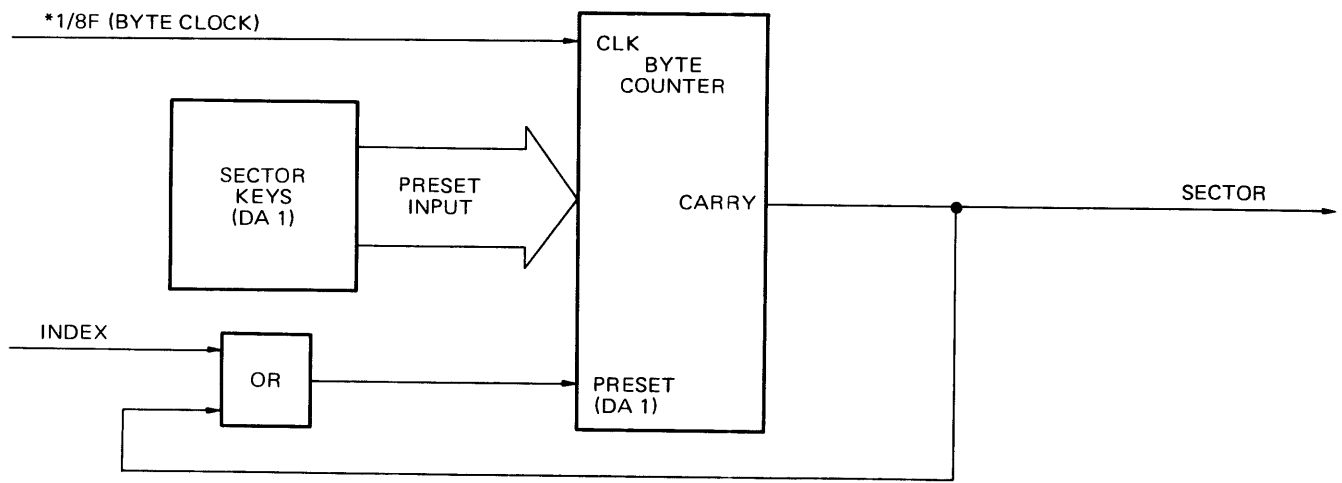 *1/8F (BYTE CLOCK)
CLK
BYTE
COUNTER
SECTOR
KEYS
(DA 1)
PRESET
INPUT
CARRY
SECTOR
INDEX
OR
PRESET
(DA 1)